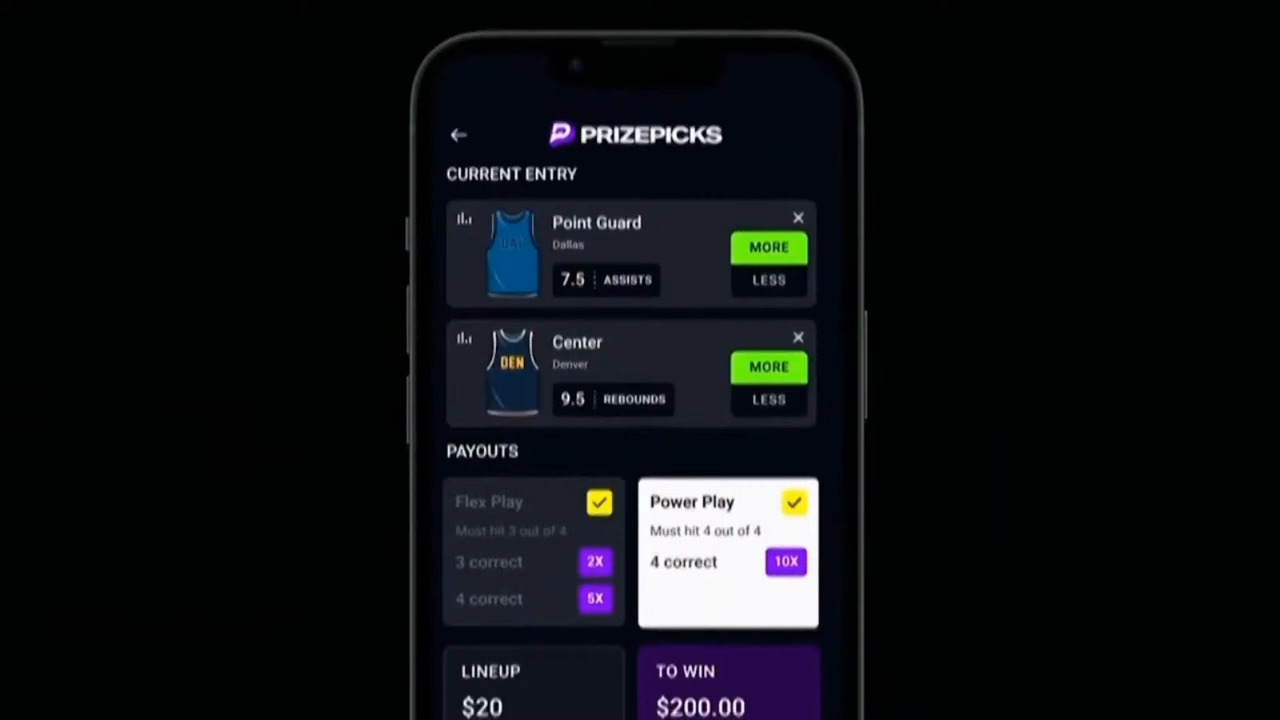 PRIZEPICKS
CURRENT ENTRY
Point Guard
Dallas
DAL
MORE
7.5 ASSISTS
LESS
Center
Denver
DEN
MORE
9.5 REBOUNDS
LESS
PAYOUTS
Flex Play
Must hit 3 out of 4
3 correct 2X
4 correct 5X
Power Play
Must hit 4 out of 4
4 correct 10X
LINEUP
$20
TO WIN
$200.00